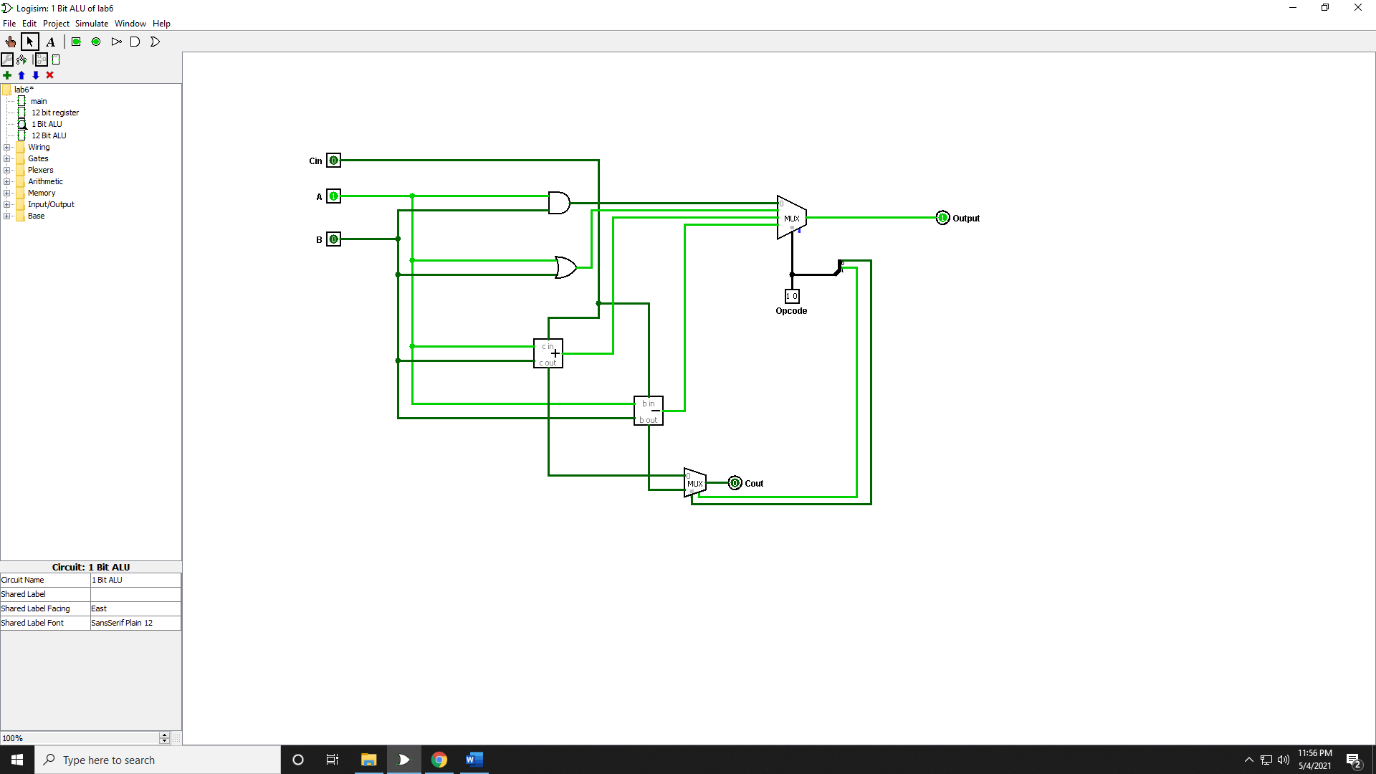 Logisim: 1 Bit ALU of lab6
File Edit Project Simulate Window Help
A
lab6*
main
12 bit register
1 Bit ALU
12 Bit ALU
Wiring
Gates
Plexers
Arithmetic
Memory
Input/Output
Base
Circuit: 1 Bit ALU
Circuit Name 1 Bit ALU
Shared Label
Shared Label Facing East
Shared Label Font SansSerif Plain 12
100%
Cin 0
A 1
B 0
0
MUX
1 Output
1 0
Opcode
c in
+
c out
b in
−
b out
0
MUX
0 Cout
Type here to search
11:56 PM
5/4/2021
2